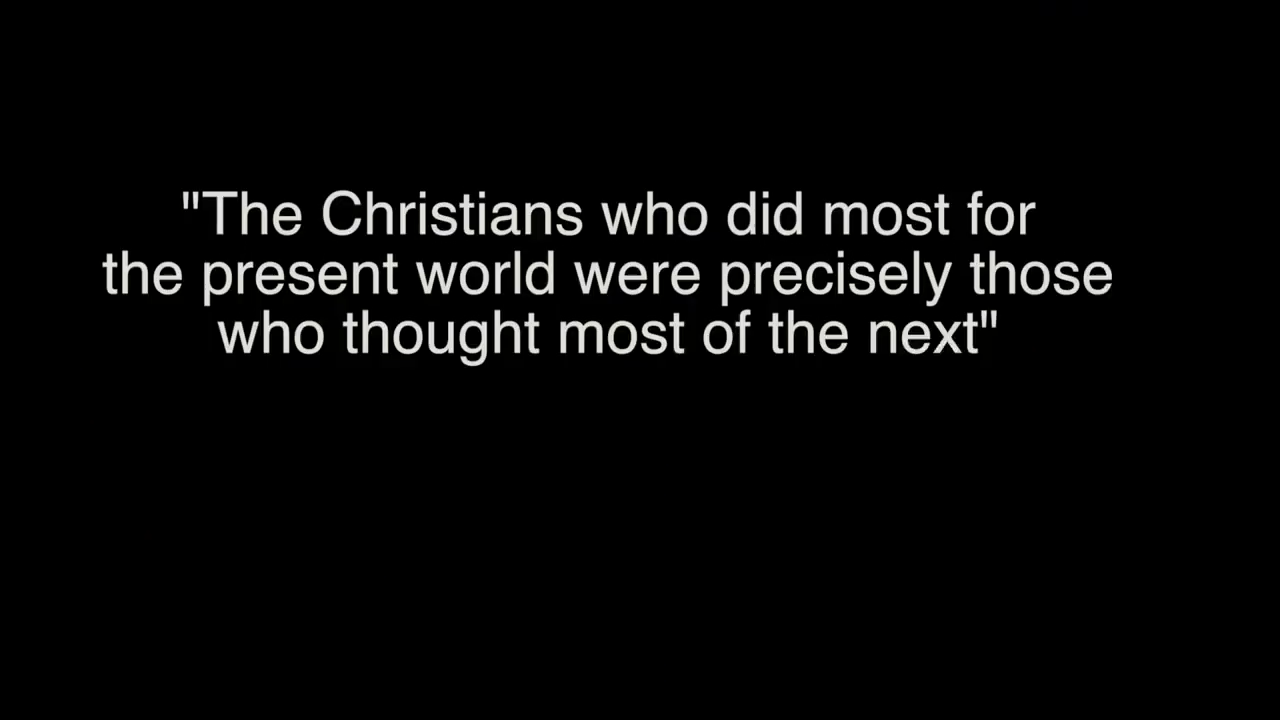 "The Christians who did most for
the present world were precisely those
who thought most of the next"